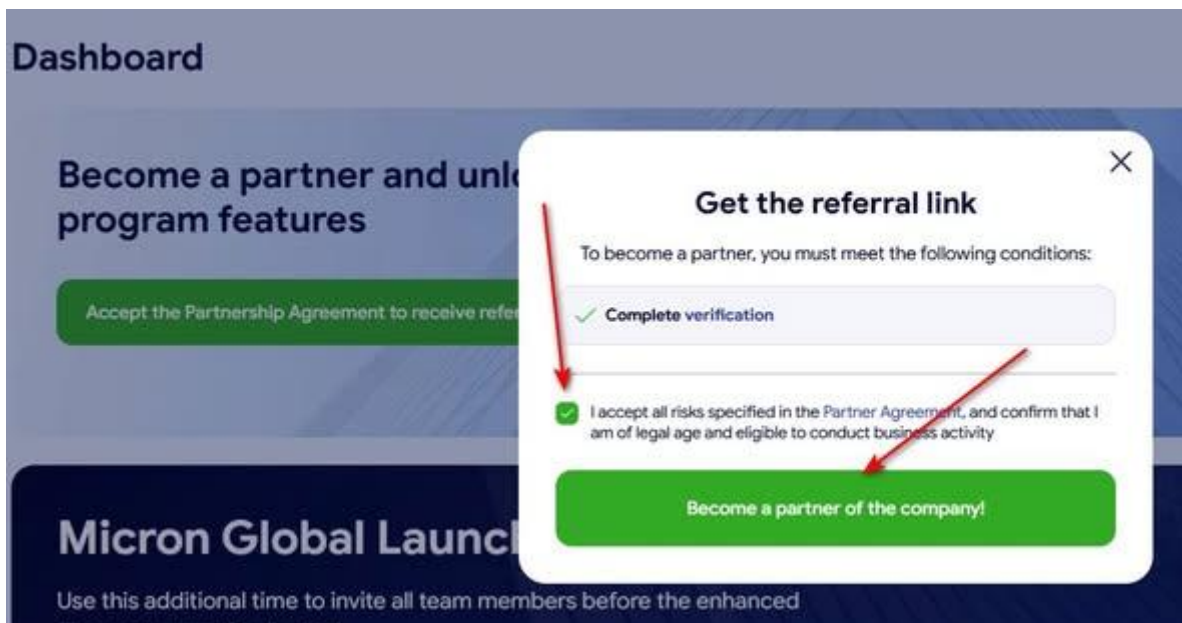 Dashboard
Become a partner and
program features
Accept the Partnership Agreement to receive
Get the referral link
To become a partner, you must meet the following conditions:
Complete verification
I accept all risks specified in the Partner Agreement, and confirm that I
am of legal age and eligible to conduct business activity
Become a partner of the company!
Micron Global
Use this additional time to invite all team members before the enhanced